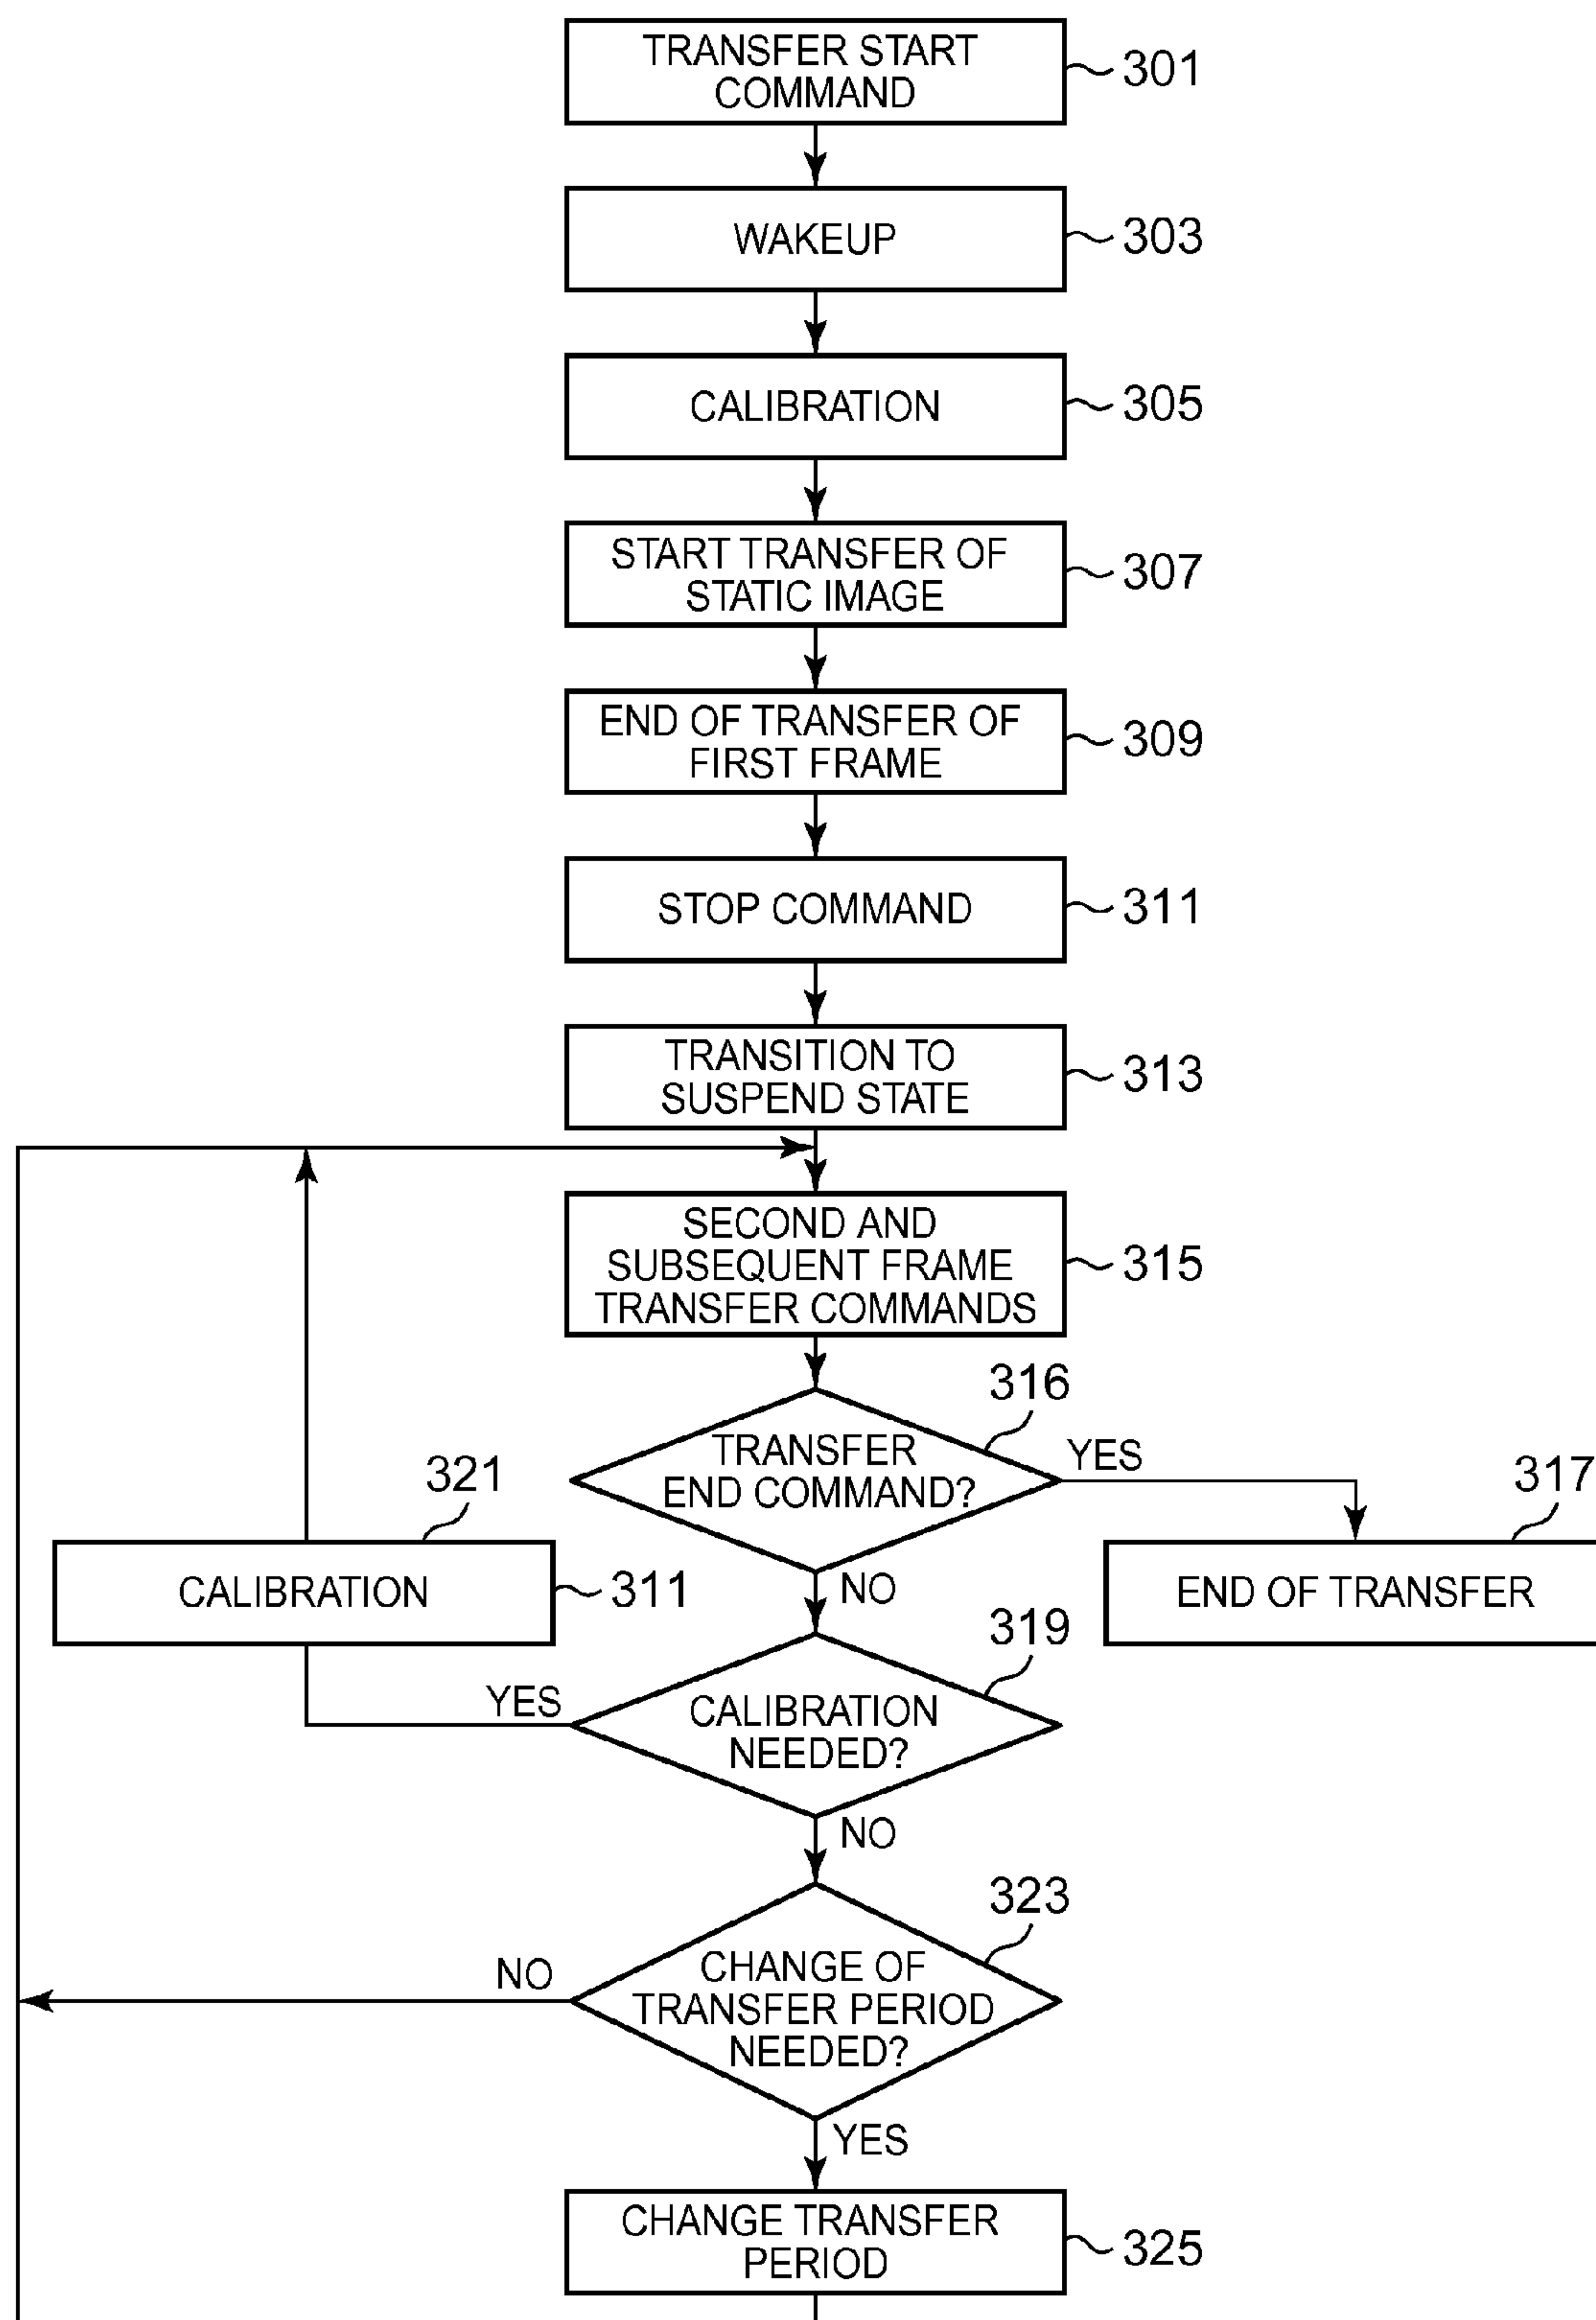 TRANSFER START
COMMAND
301
WAKEUP
303
CALIBRATION
305
START TRANSFER OF
STATIC IMAGE
307
END OF TRANSFER OF
FIRST FRAME
309
STOP COMMAND
311
TRANSITION TO
SUSPEND STATE
313
SECOND AND
SUBSEQUENT FRAME
TRANSFER COMMANDS
315
316
TRANSFER
END COMMAND?
YES
317
END OF TRANSFER
NO
321
CALIBRATION
311
319
CALIBRATION
NEEDED?
YES
NO
323
CHANGE OF
TRANSFER PERIOD
NEEDED?
NO
YES
CHANGE TRANSFER
PERIOD
325